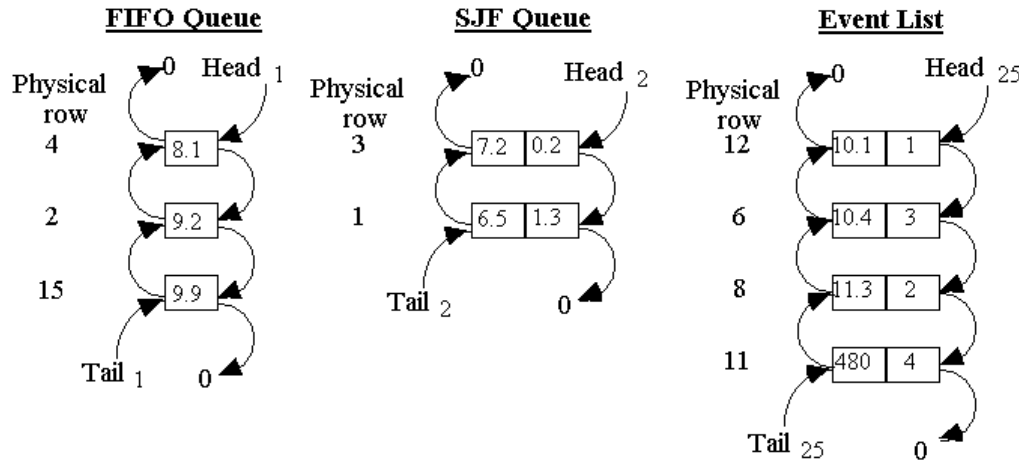 FIFO Queue
Physical
row
0
Head 1
4
8.1
2
9.2
15
9.9
Tail 1
0
SJF Queue
Physical
row
0
Head 2
3
7.2 0.2
1
6.5 1.3
Tail 2
0
Event List
Physical
row
0
Head 25
12
10.1 1
6
10.4 3
8
11.3 2
11
480 4
Tail 25
0